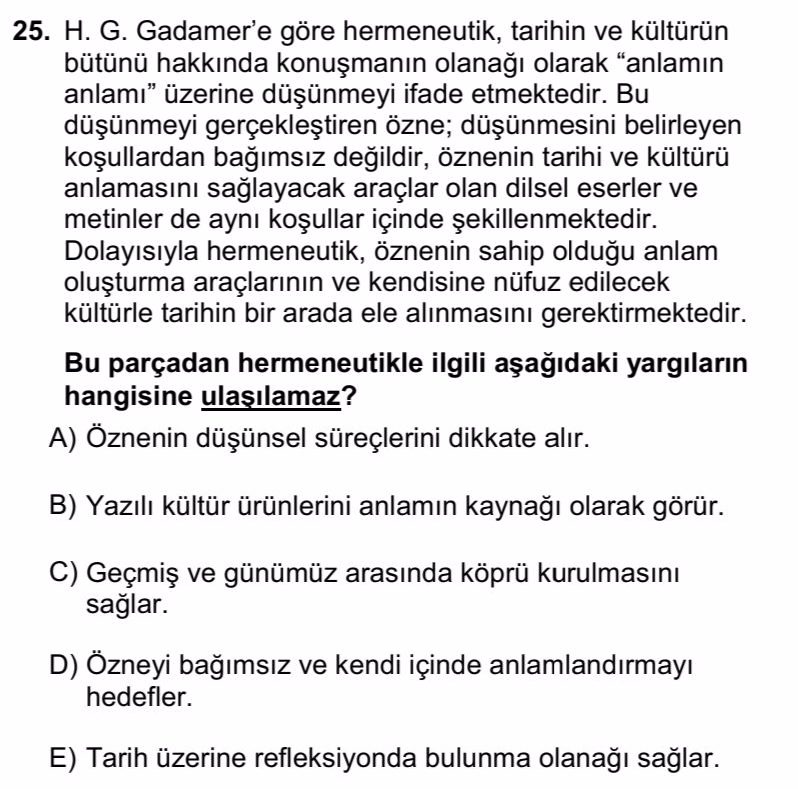 25. H. G. Gadamer’e göre hermeneutik, tarihin ve kültürün
bütünü hakkında konuşmanın olanağı olarak “anlamın
anlamı” üzerine düşünmeyi ifade etmektedir. Bu
düşünmeyi gerçekleştiren özne; düşünmesini belirleyen
koşullardan bağımsız değildir, öznenin tarihi ve kültürü
anlamasını sağlayacak araçlar olan dilsel eserler ve
metinler de aynı koşullar içinde şekillenmektedir.
Dolayısıyla hermeneutik, öznenin sahip olduğu anlam
oluşturma araçlarının ve kendisine nüfuz edilecek
kültürle tarihin bir arada ele alınmasını gerektirmektedir.
Bu parçadan hermeneutikle ilgili aşağıdaki yargıların
hangisine ulaşılamaz?
A) Öznenin düşünsel süreçlerini dikkate alır.
B) Yazılı kültür ürünlerini anlamın kaynağı olarak görür.
C) Geçmiş ve günümüz arasında köprü kurulmasını
sağlar.
D) Özneyi bağımsız ve kendi içinde anlamlandırmayı
hedefler.
E) Tarih üzerine refleksiyonda bulunma olanağı sağlar.